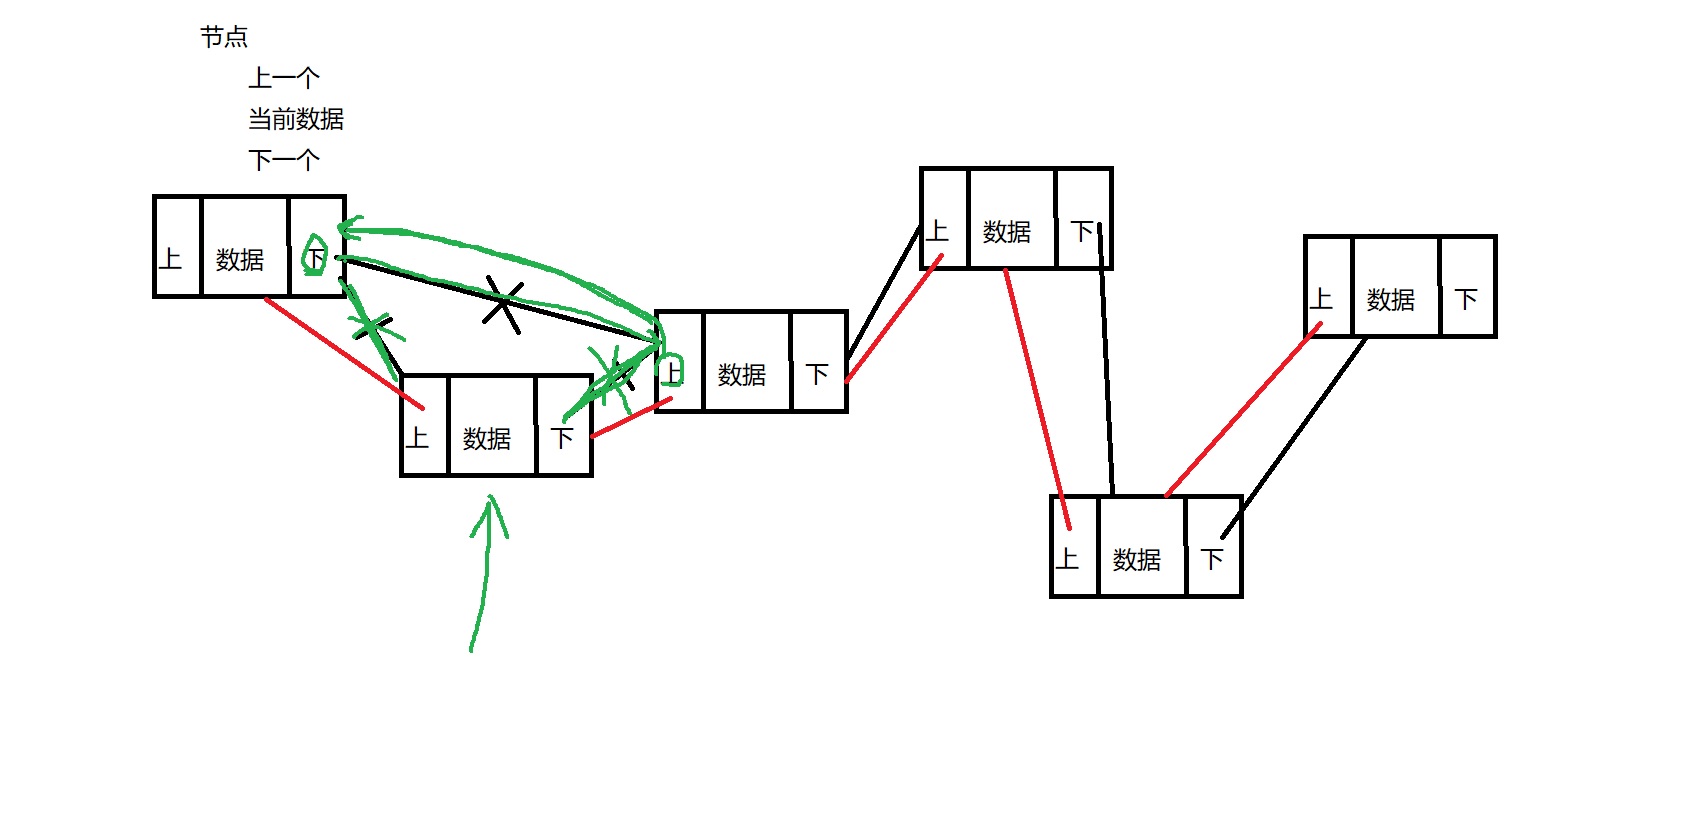 节点
上一个
当前数据
下一个
上 数据 下
上 数据 下
上 数据 下
上 数据 下
上 数据 下
上 数据 下